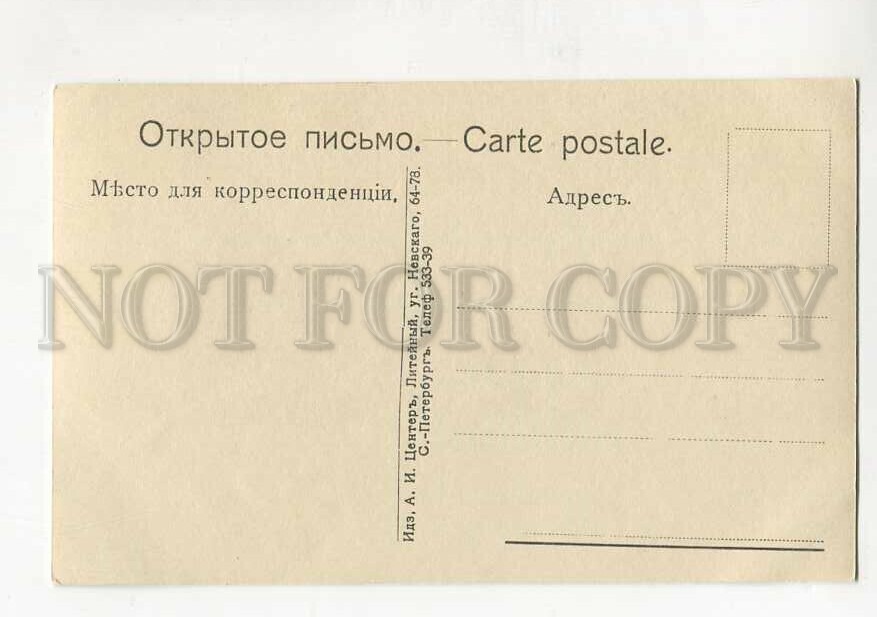 Открытое письмо. — Carte postale.
Мѣсто для корреспонденціи,
Адресъ.
Идз, А. И. Центеръ, Литейный, уг. Невскаго, 64-78.
С.-Петербургъ. Телеф 533-39
NOT FOR COPY